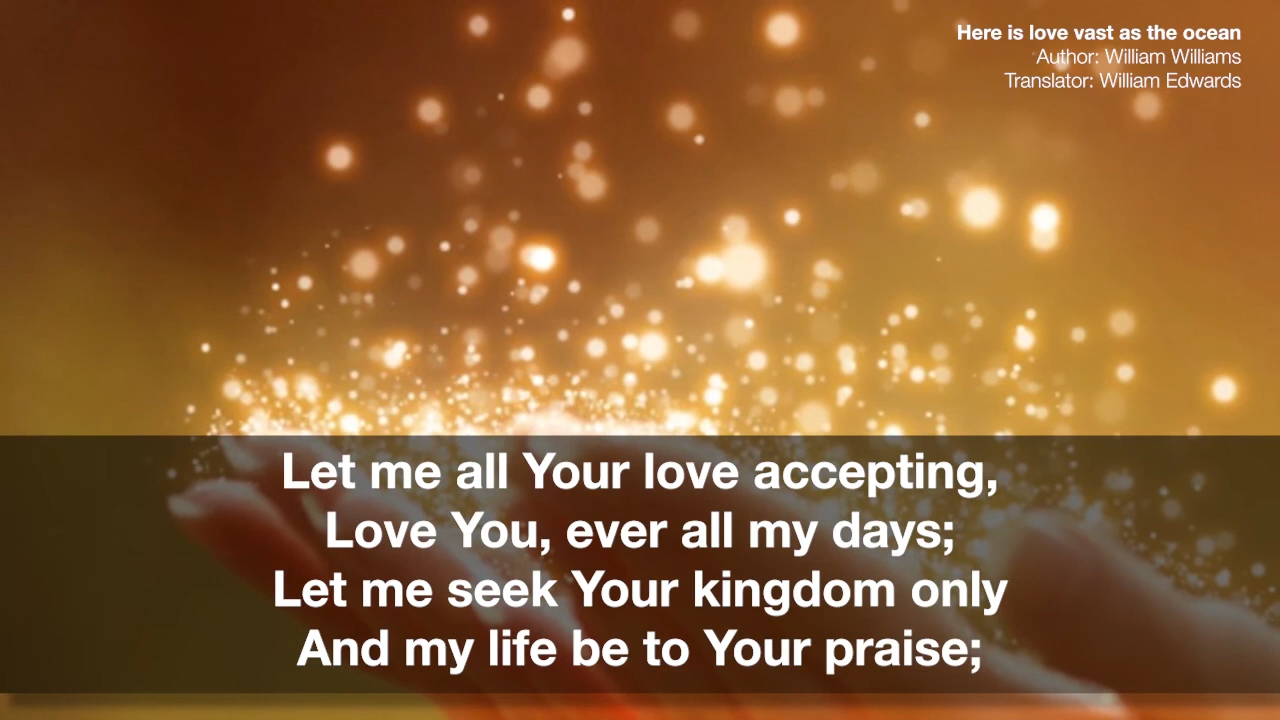 Here is love vast as the ocean
Author: William Williams
Translator: William Edwards
Let me all Your love accepting,
Love You, ever all my days;
Let me seek Your kingdom only
And my life be to Your praise;